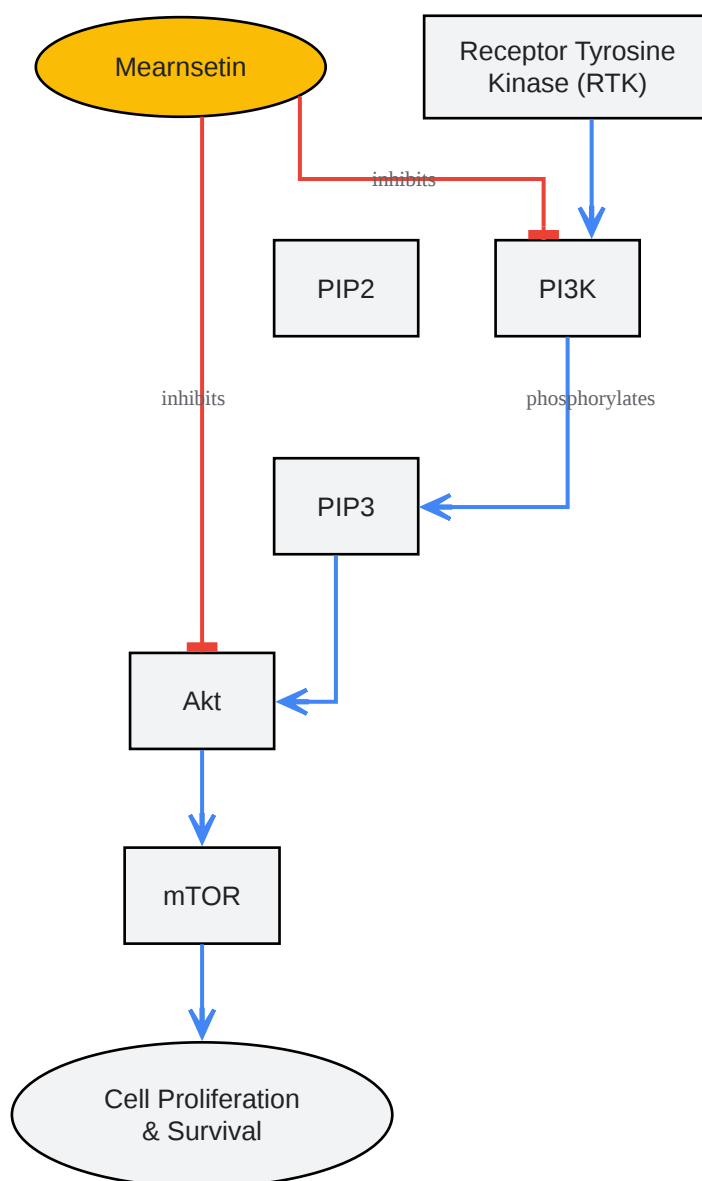 Mearnsetin
Receptor Tyrosine
Kinase (RTK)
inhibits
PIP2
PI3K
inhibits
phosphorylates
PIP3
Akt
mTOR
Cell Proliferation
& Survival